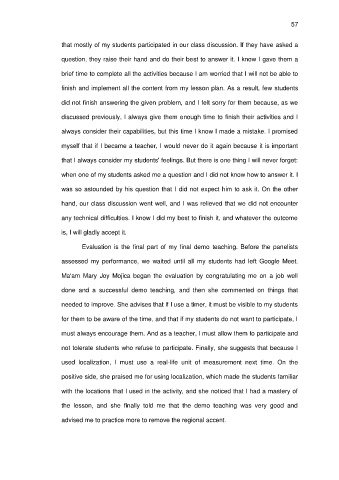 57
that mostly of my students participated in our class discussion. If they have asked a
question, they raise their hand and do their best to answer it. I know I gave them a
brief time to complete all the activities because I am worried that I will not be able to
finish and implement all the content from my lesson plan. As a result, few students
did not finish answering the given problem, and I felt sorry for them because, as we
discussed previously, I always give them enough time to finish their activities and I
always consider their capabilities, but this time I know I made a mistake. I promised
myself that if I became a teacher, I would never do it again because it is important
that I always consider my students' feelings. But there is one thing I will never forget:
when one of my students asked me a question and I did not know how to answer it. I
was so astounded by his question that I did not expect him to ask it. On the other
hand, our class discussion went well, and I was relieved that we did not encounter
any technical difficulties. I know I did my best to finish it, and whatever the outcome
is, I will gladly accept it.
Evaluation is the final part of my final demo teaching. Before the panelists
assessed my performance, we waited until all my students had left Google Meet.
Ma'am Mary Joy Mojica began the evaluation by congratulating me on a job well
done and a successful demo teaching, and then she commented on things that
needed to improve. She advises that if I use a timer, it must be visible to my students
for them to be aware of the time, and that if my students do not want to participate, I
must always encourage them. And as a teacher, I must allow them to participate and
not tolerate students who refuse to participate. Finally, she suggests that because I
used localization, I must use a real-life unit of measurement next time. On the
positive side, she praised me for using localization, which made the students familiar
with the locations that I used in the activity, and she noticed that I had a mastery of
the lesson, and she finally told me that the demo teaching was very good and
advised me to practice more to remove the regional accent.